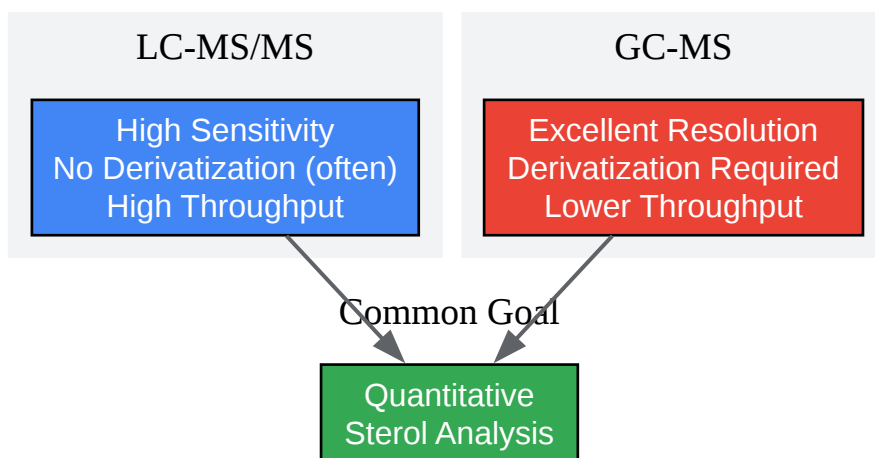 LC-MS/MS
High Sensitivity
No Derivatization (often)
High Throughput
GC-MS
Excellent Resolution
Derivatization Required
Lower Throughput
Common Goal
Quantitative
Sterol Analysis